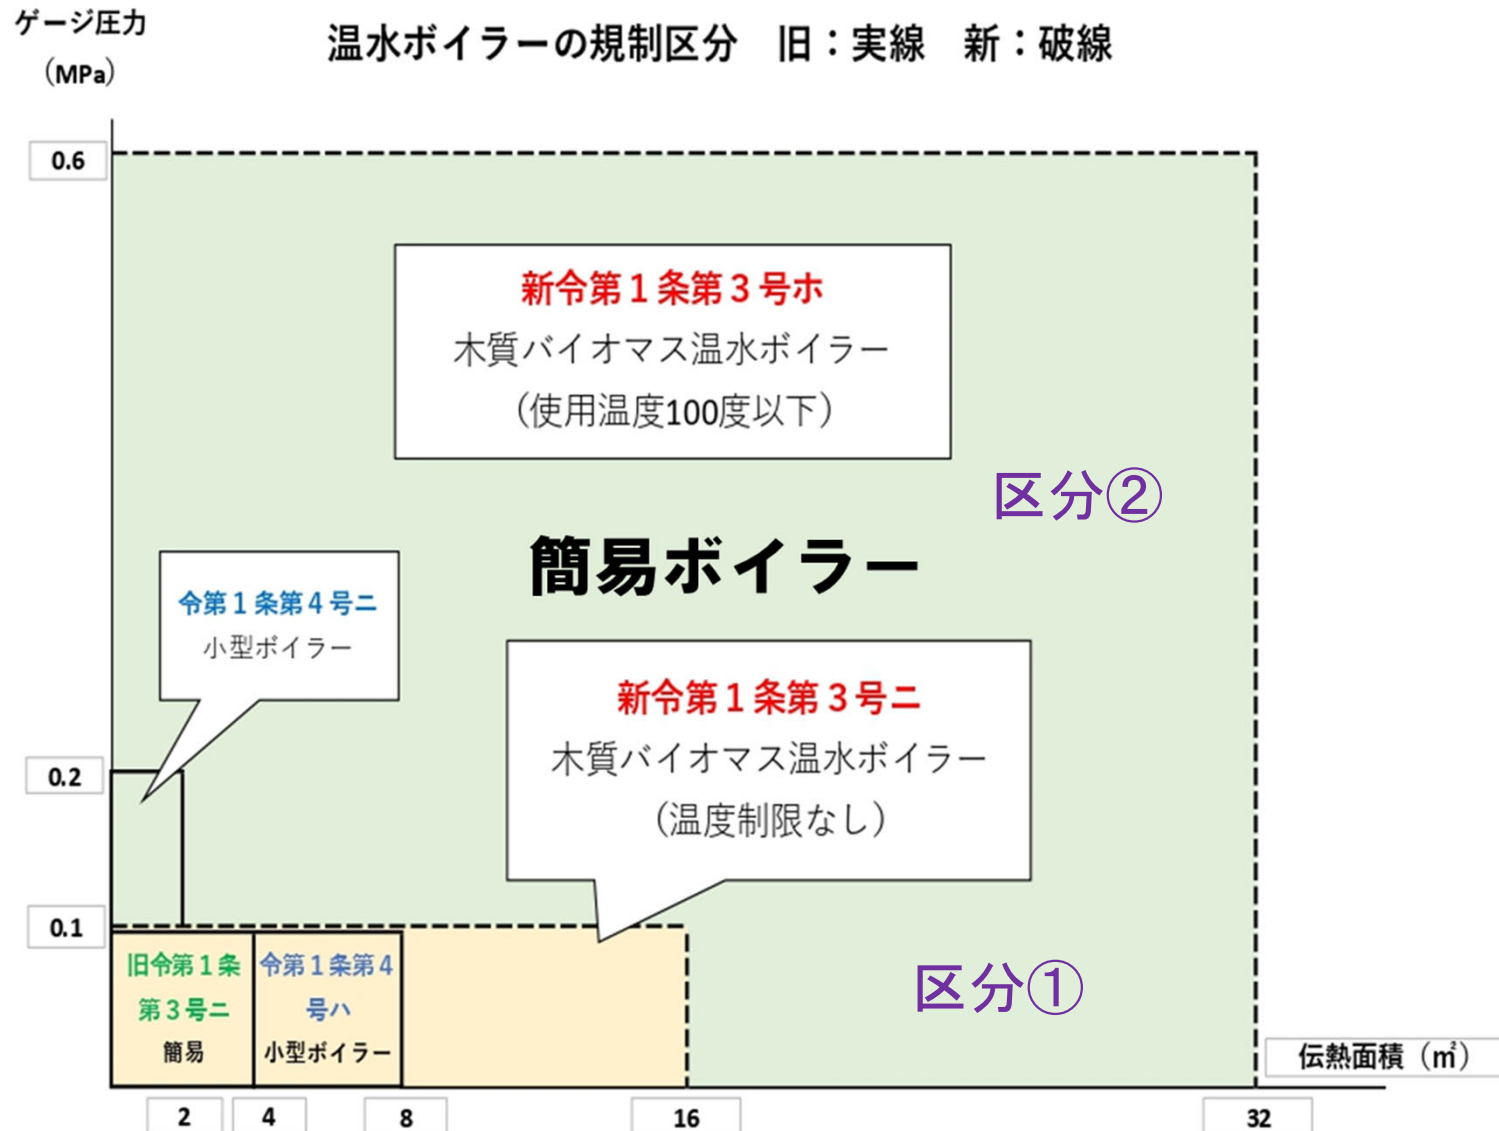 ゲージ圧力
（MPa）
温水ボイラーの規制区分　旧：実線　新：破線
0.6
新令第１条第３号ホ
木質バイオマス温水ボイラー
（使用温度100度以下）
区分②
簡易ボイラー
令第１条第４号ニ
小型ボイラー
新令第１条第３号ニ
木質バイオマス温水ボイラー
（温度制限なし）
0.2
0.1
旧令第１条
第３号ニ
簡易
令第１条第４
号ハ
小型ボイラー
区分①
伝熱面積（㎡）
2
4
8
16
32